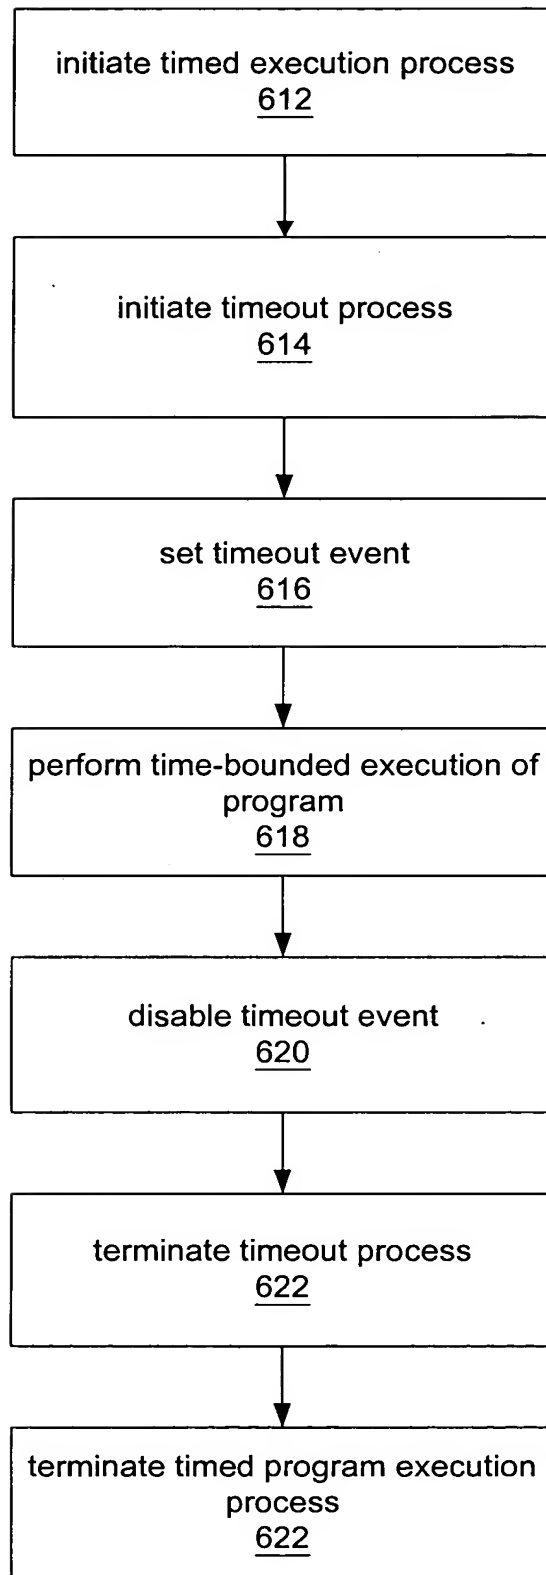 initiate timed execution process
612
initiate timeout process
614
set timeout event
616
perform time-bounded execution of
program
618
disable timeout event
620
terminate timeout process
622
terminate timed program execution
process
622